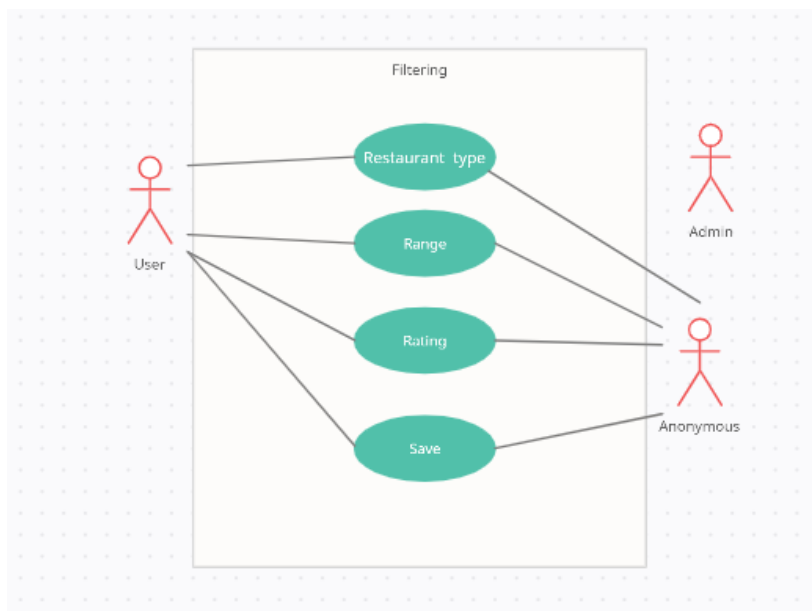 Filtering
Restaurant type
Admin
Range
User
Rating
Anonymous
Save